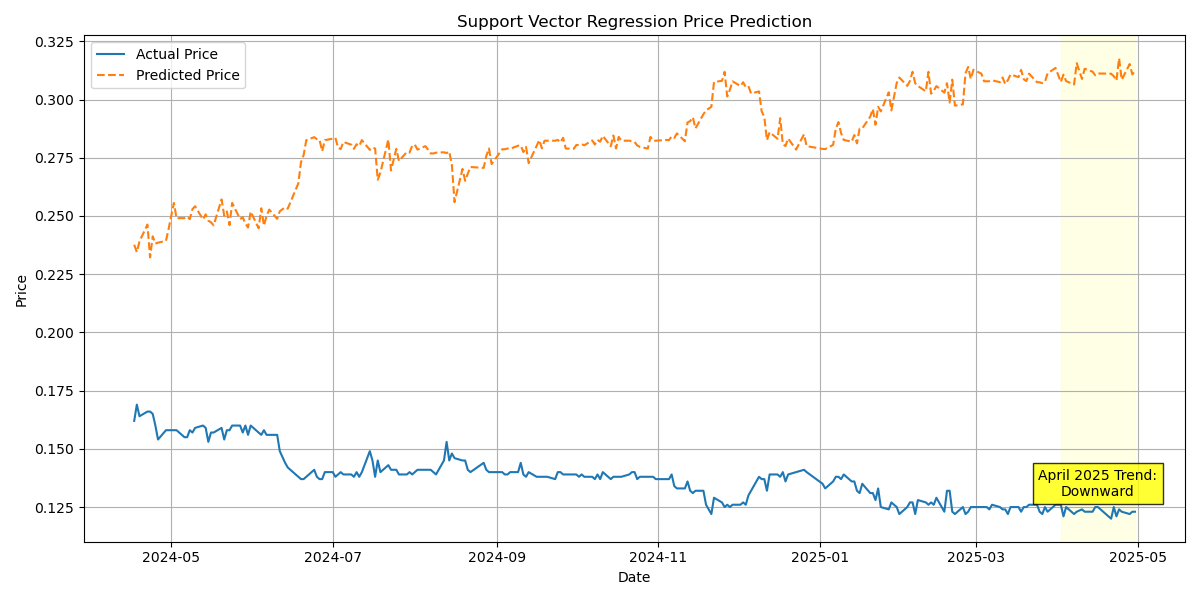 Support Vector Regression Price Prediction
Actual Price
Predicted Price
0.325
0.300
0.275
0.250
0.225
0.200
0.175
0.150
0.125
Price
April 2025 Trend:
Downward
2024-05
2024-07
2024-09
2024-11
2025-01
2025-03
2025-05
Date